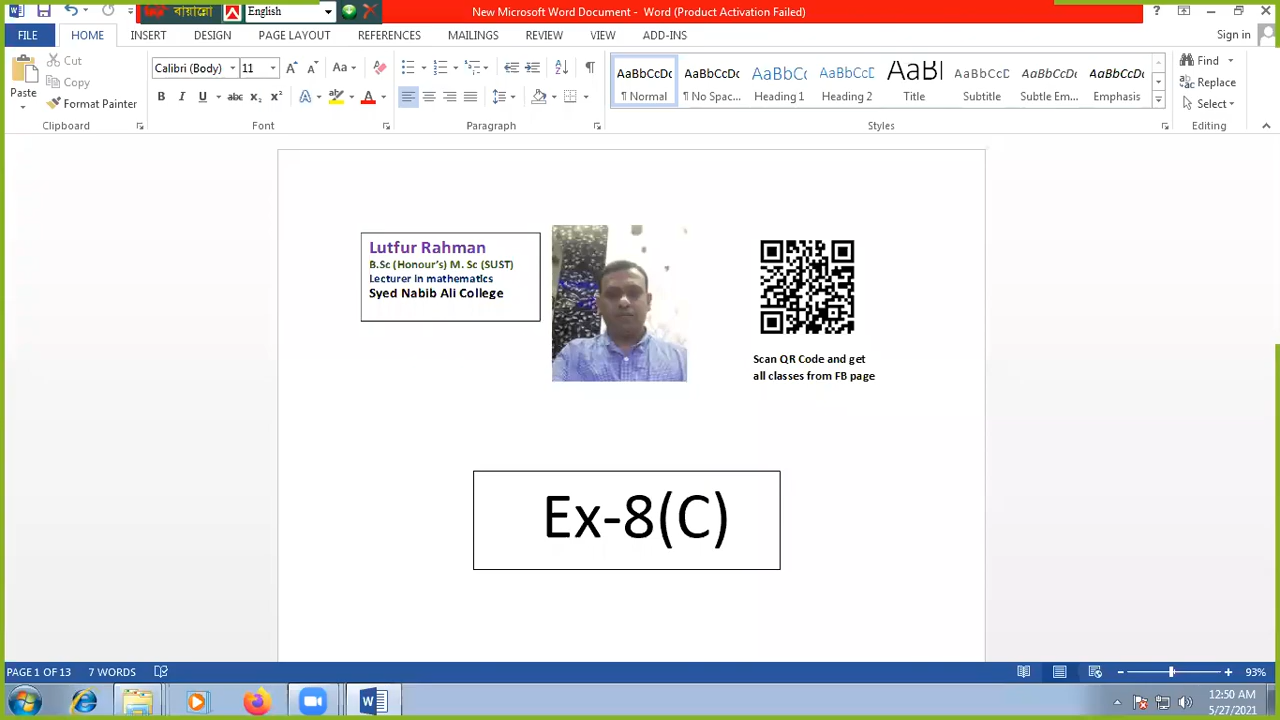 বায়ান্নো
English
New Microsoft Word Document - Word (Product Activation Failed)
FILE
HOME
INSERT
DESIGN
PAGE LAYOUT
REFERENCES
MAILINGS
REVIEW
VIEW
ADD-INS
Sign in
Paste
Cut
Copy
Format Painter
Calibri (Body)
11
AaBbCcDc
¶ Normal
AaBbCcDc
¶ No Spac...
AaBbCc
Heading 1
AaBbCcD
Heading 2
AaBl
Title
AaBbCcD
Subtitle
AaBbCcDc
Subtle Em...
AaBbCcDc
Emphasis
Find
Replace
Select
Clipboard
Font
Paragraph
Styles
Editing
Lutfur Rahman
B.Sc (Honour’s) M. Sc (SUST)
Lecturer in mathematics
Syed Nabib Ali College
Scan QR Code and get
all classes from FB page
Ex-8(C)
PAGE 1 OF 13
7 WORDS
93%
12:50 AM
5/27/2021